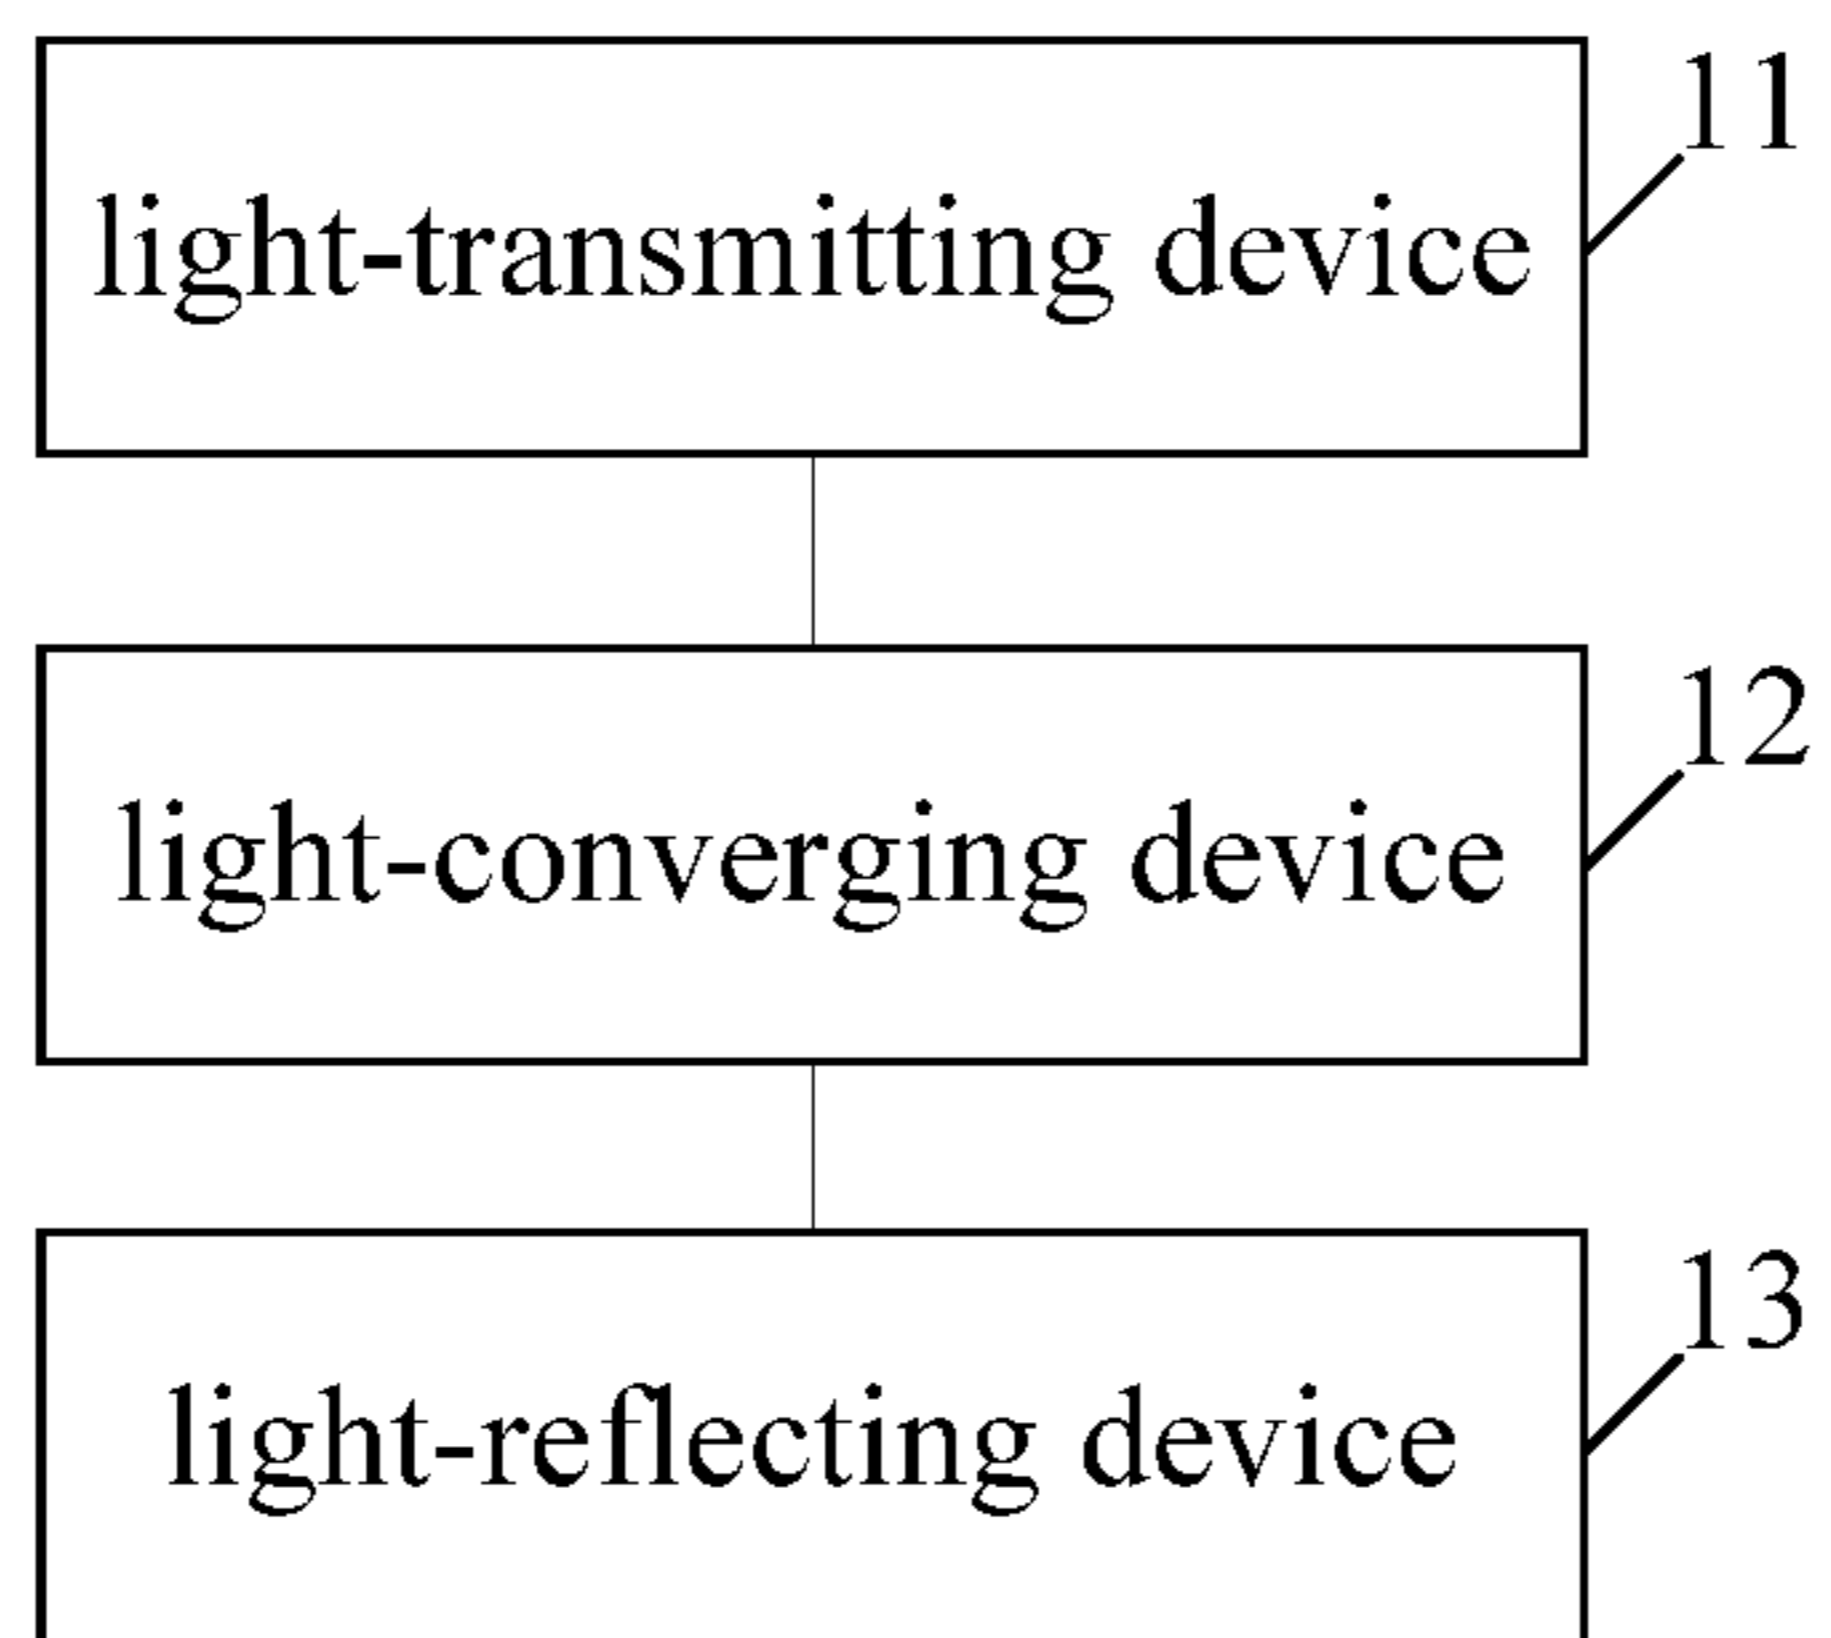 11
light-transmitting device
12
light-converging device
13
light-reflecting device